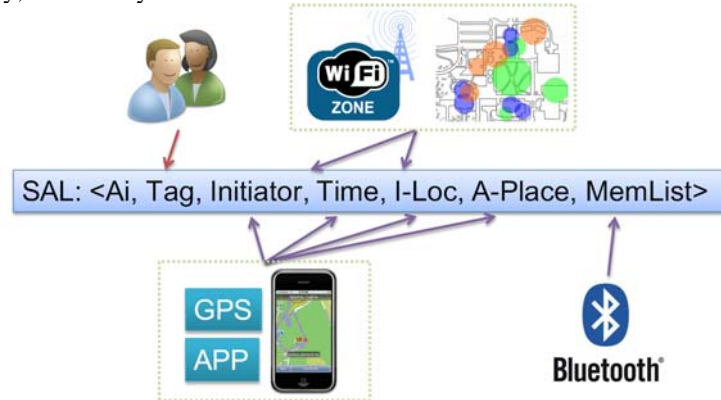 Wi Fi
ZONE
SAL: <Ai, Tag, Initiator, Time, I-Loc, A-Place, MemList>
GPS
APP
Bluetooth®